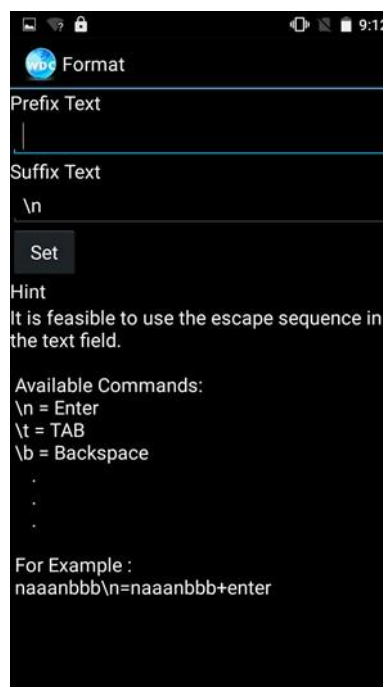 9:12
WDC Format
Prefix Text
Suffix Text
\n
Set
Hint
It is feasible to use the escape sequence in
the text field.
Available Commands:
\n = Enter
\t = TAB
\b = Backspace
.
.
.
For Example :
naaanbbb\n=naaanbbb+enter